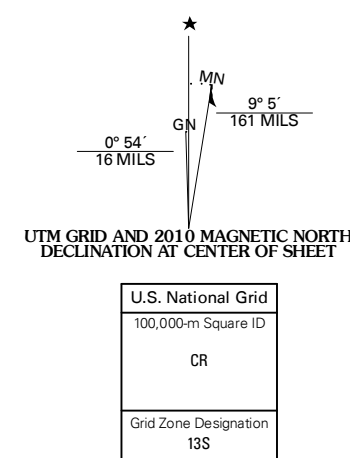 ★
MN
GN
9° 5´
161 MILS
0° 54´
16 MILS
UTM GRID AND 2010 MAGNETIC NORTH
DECLINATION AT CENTER OF SHEET
U.S. National Grid
100,000-m Square ID
CR
Grid Zone Designation
13S